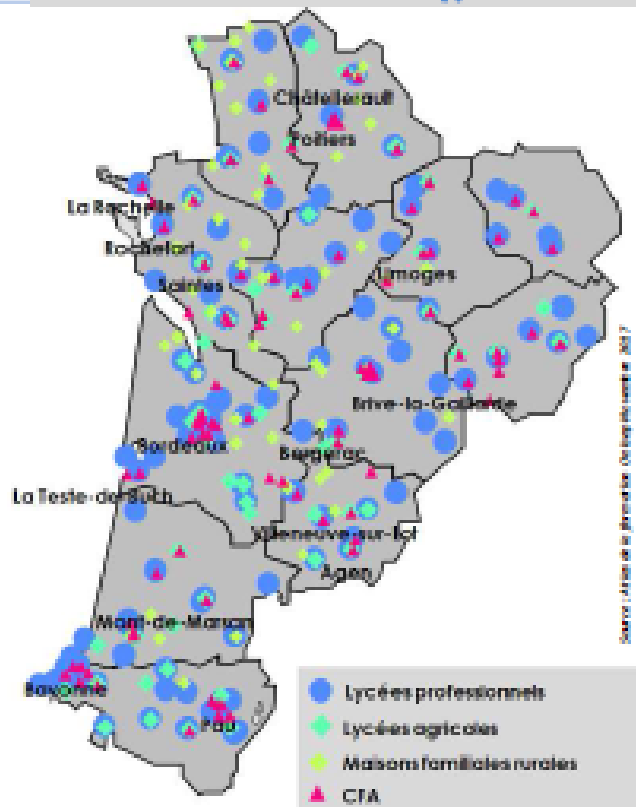 Châtellerault
Poitiers
La Rochelle
Rochefort
Limoges
Saintes
Brive-la-Gaillarde
Bordeaux
Bergerac
La Teste-de-Buch
Villeneuve-sur-Lot
Agen
Mont-de-Marsan
Bayonne
Pau
Lycées professionnels
Lycées agricoles
Maisons familiales rurales
CFA